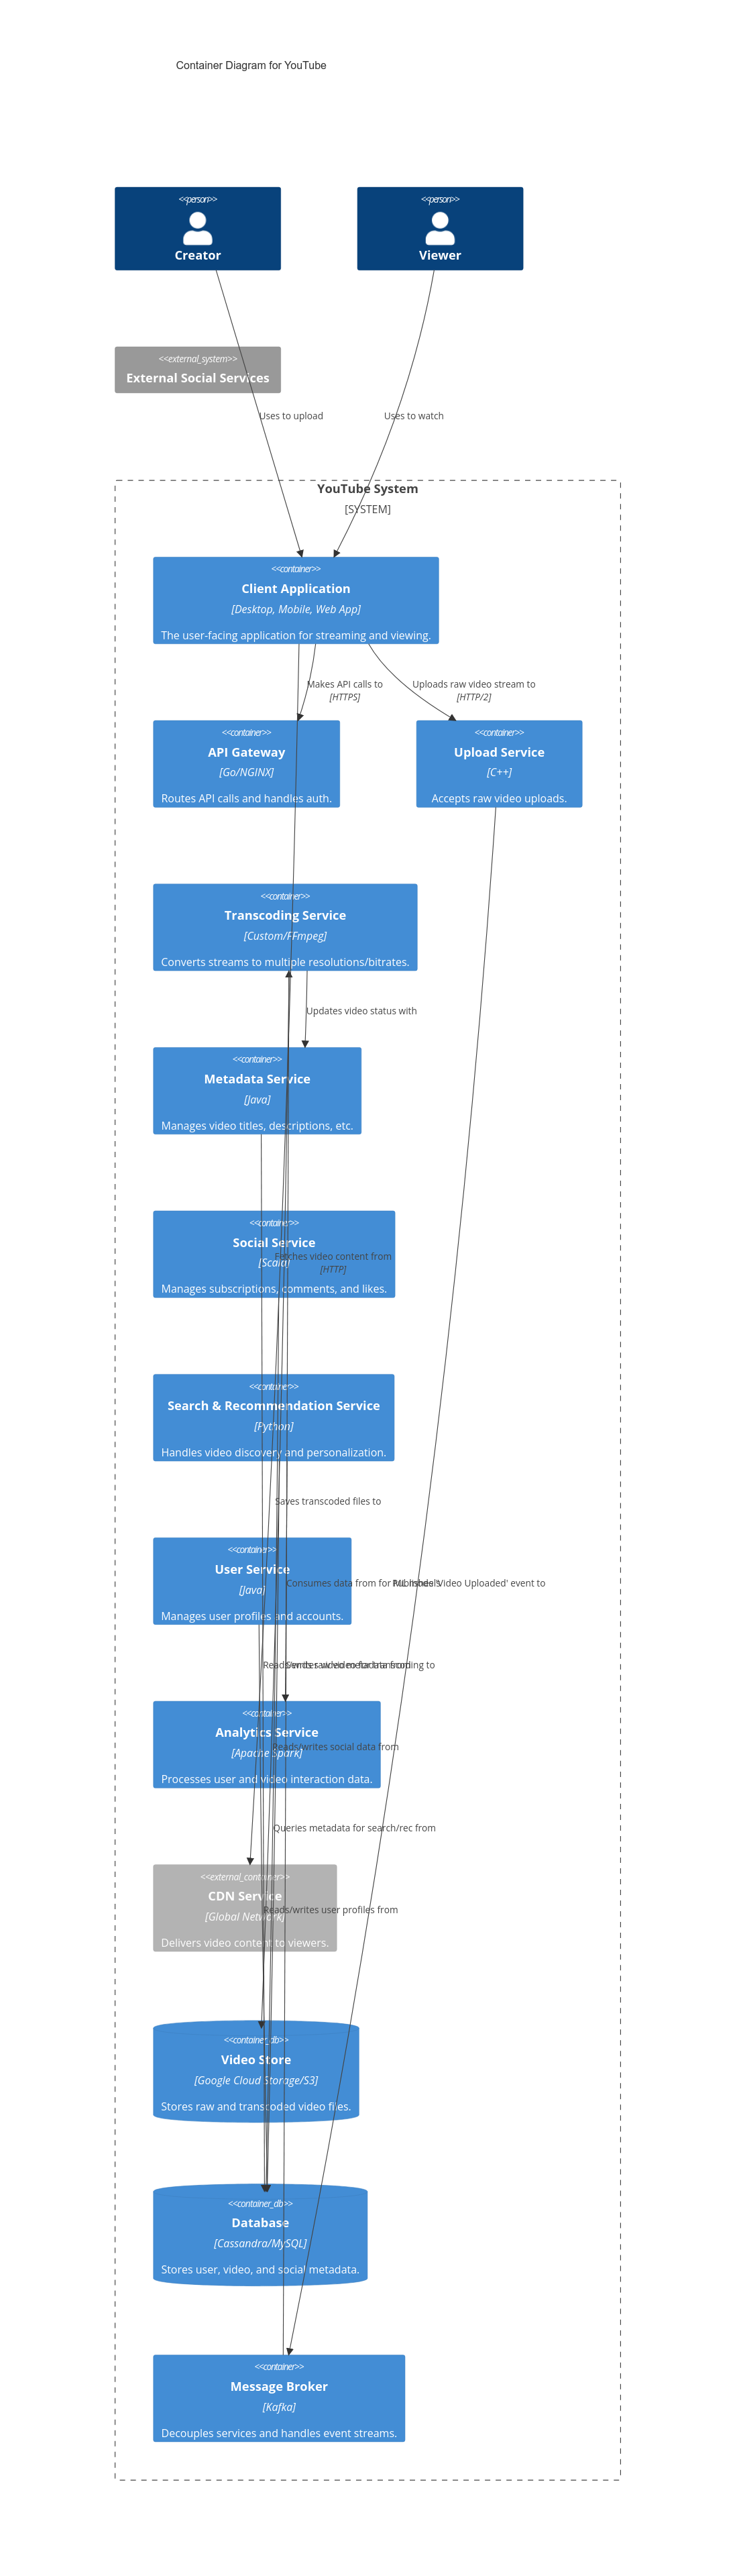 Container Diagram for YouTube
<<person>>
Creator
<<person>>
Viewer
<<external_system>>
External Social Services
Uses to upload
Uses to watch
YouTube System
[SYSTEM]
<<container>>
Client Application
[Desktop, Mobile, Web App]
The user-facing application for streaming and viewing.
Makes API calls to
[HTTPS]
Uploads raw video stream to
[HTTP/2]
<<container>>
API Gateway
[Go/NGINX]
Routes API calls and handles auth.
<<container>>
Upload Service
[C++]
Accepts raw video uploads.
<<container>>
Transcoding Service
[Custom/FFmpeg]
Converts streams to multiple resolutions/bitrates.
Updates video status with
<<container>>
Metadata Service
[Java]
Manages video titles, descriptions, etc.
<<container>>
Social Service
[Scala]
Manages subscriptions, comments, and likes.
Fetches video content from
[HTTP]
<<container>>
Search & Recommendation Service
[Python]
Handles video discovery and personalization.
Saves transcoded files to
<<container>>
User Service
[Java]
Manages user profiles and accounts.
Consumes data from for ML models
Publishes 'Video Uploaded' event to
Reads/writes video metadata from
Sends raw video for transcoding to
<<container>>
Analytics Service
[Apache Spark]
Processes user and video interaction data.
Reads/writes social data from
Queries metadata for search/rec from
<<external_container>>
CDN Service
[Global Network]
Delivers video content to viewers.
Reads/writes user profiles from
<<container_db>>
Video Store
[Google Cloud Storage/S3]
Stores raw and transcoded video files.
<<container_db>>
Database
[Cassandra/MySQL]
Stores user, video, and social metadata.
<<container>>
Message Broker
[Kafka]
Decouples services and handles event streams.